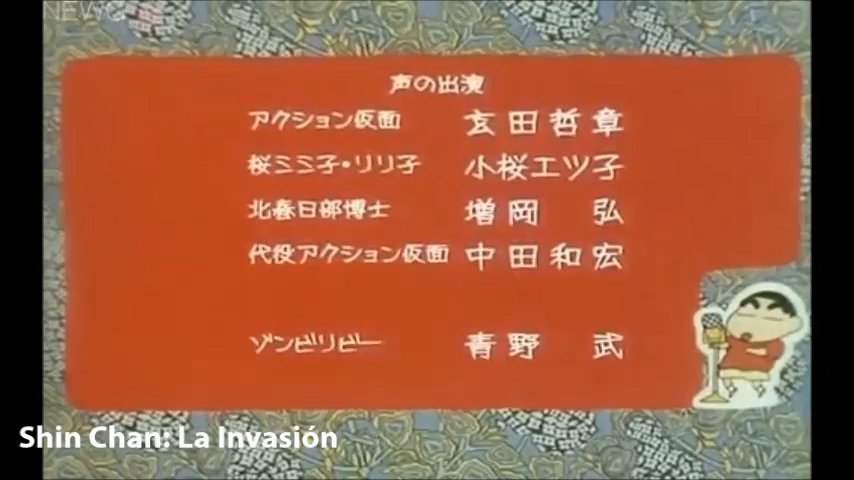 NEWG
声の出演
アクション仮面 玄田哲章
桜ミミ子・リリ子 小桜エツ子
北春日部博士 増岡 弘
代役アクション仮面 中田和宏
ゾンビリビー 青野 武
Shin Chan: La Invasión